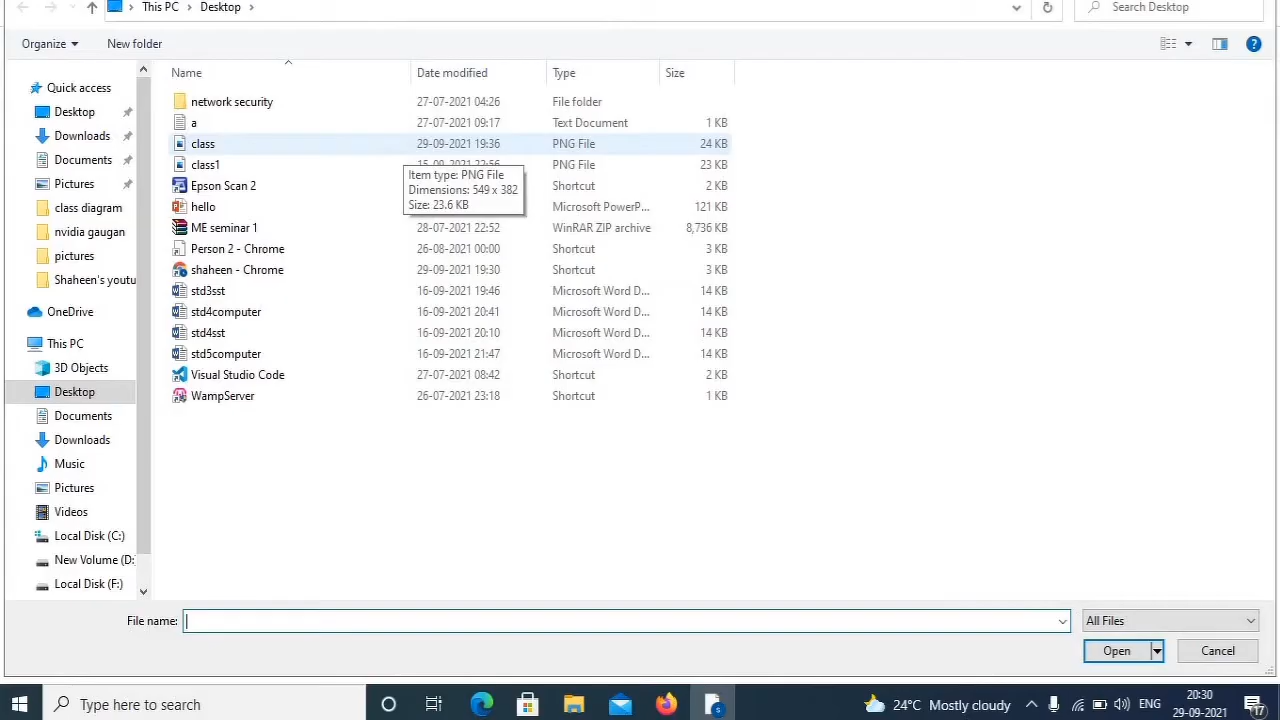 This PC > Desktop >
Search Desktop
Organize
New folder
Name
Date modified
Type
Size
Quick access
Desktop
Downloads
Documents
Pictures
class diagram
nvidia gaugan
pictures
Shaheen's youtu
OneDrive
This PC
3D Objects
Desktop
Documents
Downloads
Music
Pictures
Videos
Local Disk (C:)
New Volume (D:
Local Disk (F:)
network security 27-07-2021 04:26 File folder
a 27-07-2021 09:17 Text Document 1 KB
class 29-09-2021 19:36 PNG File 24 KB
class1 15-09-2021 22:56 PNG File 23 KB
Epson Scan 2 Shortcut 2 KB
hello Microsoft PowerP... 121 KB
ME seminar 1 28-07-2021 22:52 WinRAR ZIP archive 8,736 KB
Person 2 - Chrome 26-08-2021 00:00 Shortcut 3 KB
shaheen - Chrome 29-09-2021 19:30 Shortcut 3 KB
std3sst 16-09-2021 19:46 Microsoft Word D... 14 KB
std4computer 16-09-2021 20:41 Microsoft Word D... 14 KB
std4sst 16-09-2021 20:10 Microsoft Word D... 14 KB
std5computer 16-09-2021 21:47 Microsoft Word D... 14 KB
Visual Studio Code 27-07-2021 08:42 Shortcut 2 KB
WampServer 26-07-2021 23:18 Shortcut 1 KB
Item type: PNG File
Dimensions: 549 x 382
Size: 23.6 KB
File name:
All Files
Open
Cancel
Type here to search
24°C Mostly cloudy
ENG
20:30
29-09-2021
17